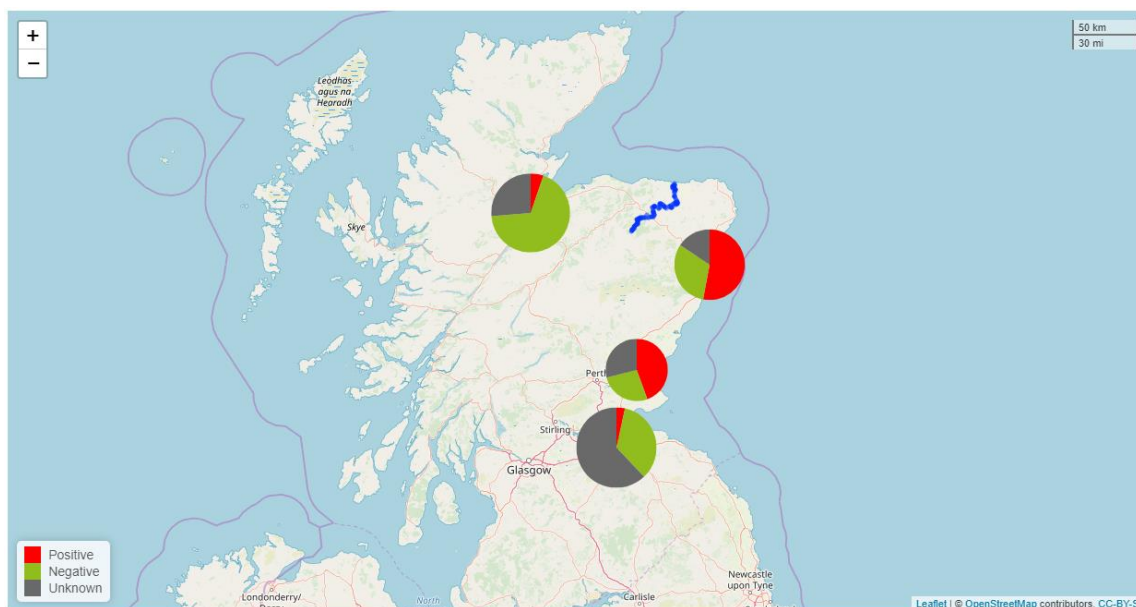 +
−
50 km
30 mi
Leodhas
agus na
Hearadh
Skye
Perth
Stirling
Glasgow
Positive
Negative
Unknown
Londonderry/
North
Carlisle
Newcastle
upon Tyne
Leaflet | © OpenStreetMap contributors, CC-BY-S